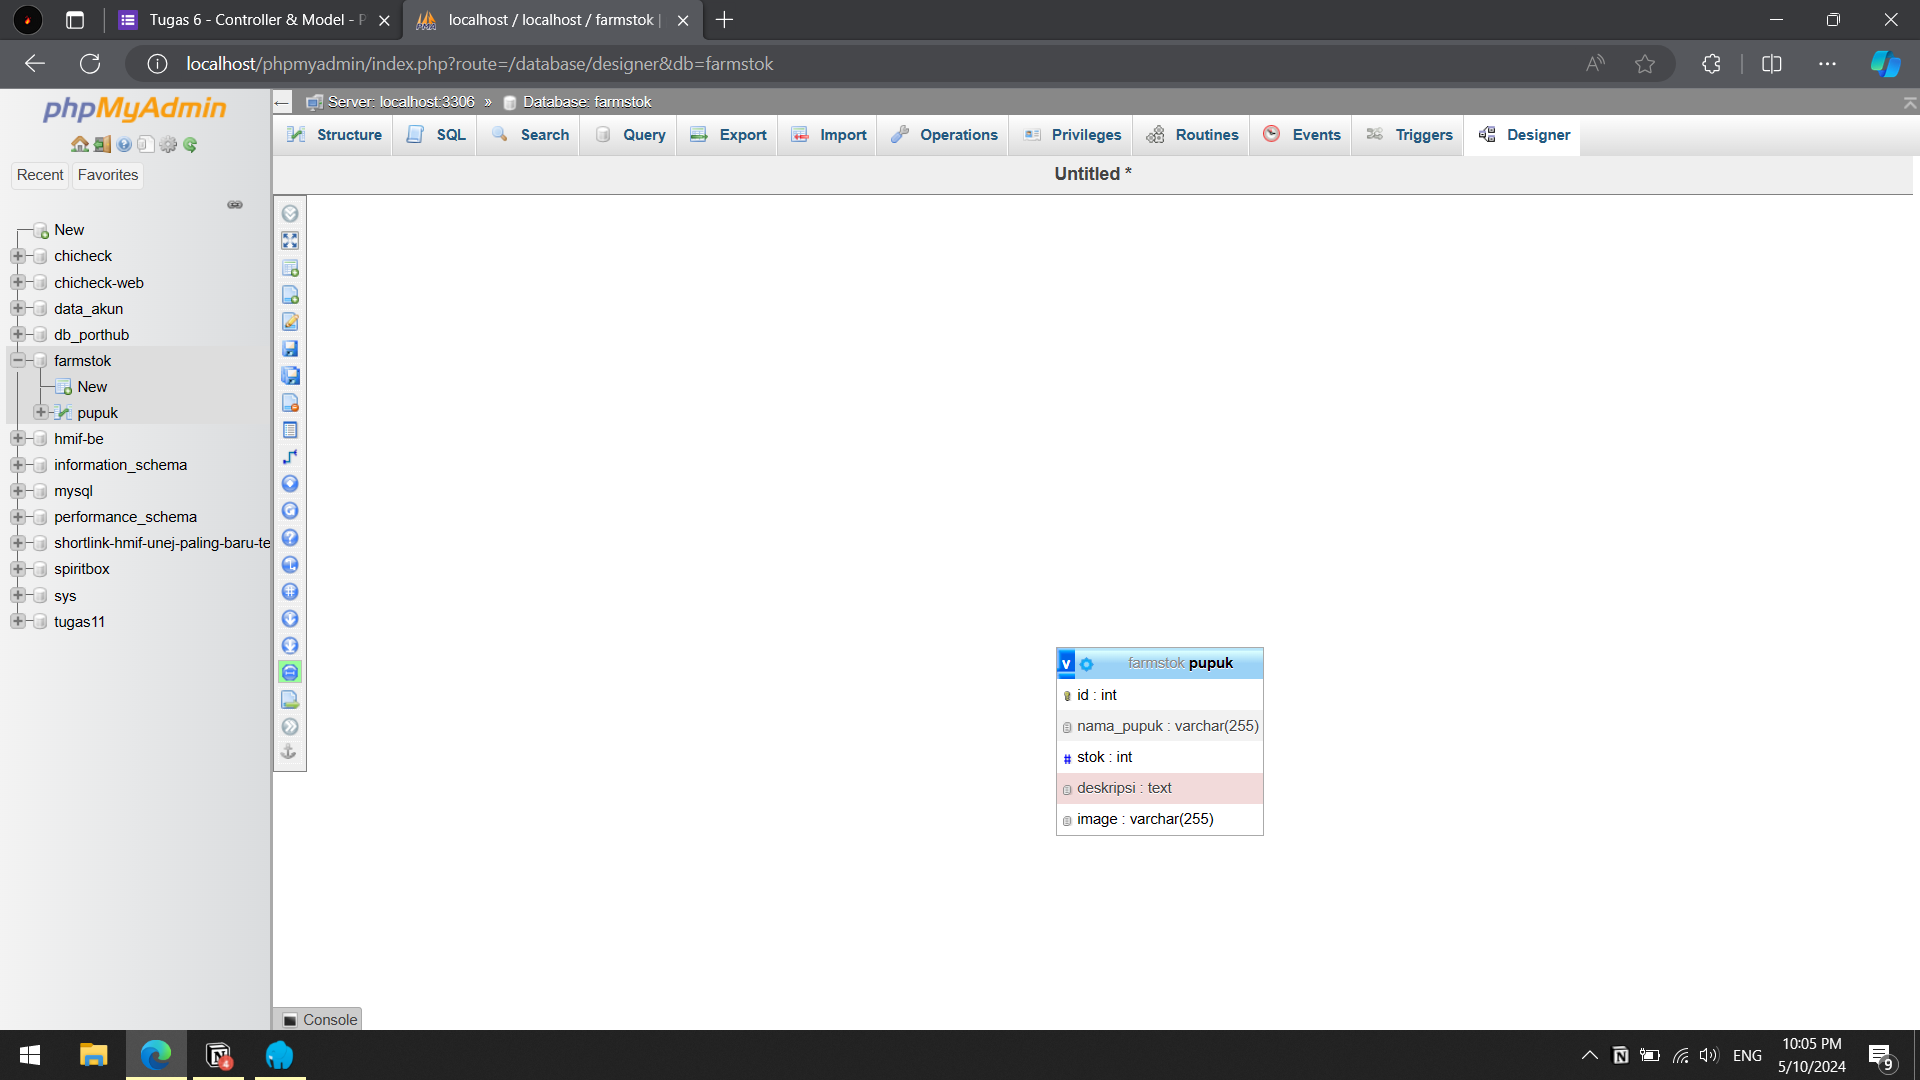 Tugas 6 - Controller & Model - P
localhost / localhost / farmstok |
localhost/phpmyadmin/index.php?route=/database/designer&db=farmstok
phpMyAdmin
Recent
Favorites
New
chicheck
chicheck-web
data_akun
db_porthub
farmstok
New
pupuk
hmif-be
information_schema
mysql
performance_schema
shortlink-hmif-unej-paling-baru-te
spiritbox
sys
tugas11
Server: localhost:3306 » Database: farmstok
Structure
SQL
Search
Query
Export
Import
Operations
Privileges
Routines
Events
Triggers
Designer
Untitled *
v farmstok pupuk
id : int
nama_pupuk : varchar(255)
# stok : int
deskripsi : text
image : varchar(255)
Console
ENG
10:05 PM
5/10/2024
9
4